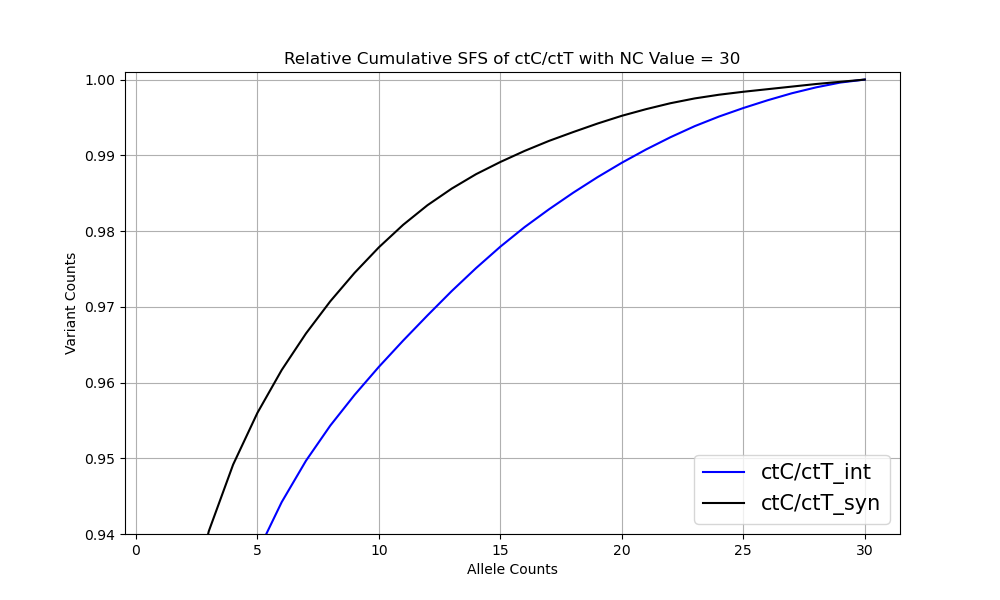 Relative Cumulative SFS of ctC/ctT with NC Value = 30
Variant Counts
1.00
0.99
0.98
0.97
0.96
0.95
0.94
0
5
10
15
20
25
30
Allele Counts
ctC/ctT_int
ctC/ctT_syn